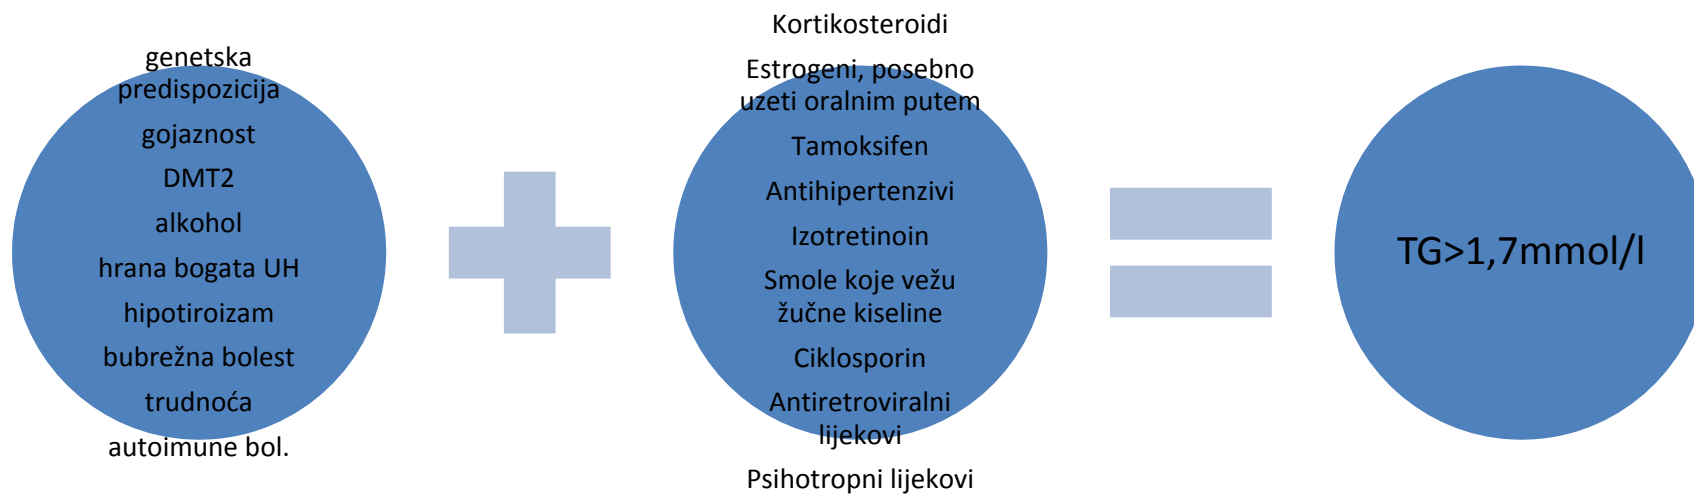 genetska
predispozicija
gojaznost
DMT2
alkohol
hrana bogata UH
hipotiroizam
bubrežna bolest
trudnoća
autoimune bol.
Kortikosteroidi
Estrogeni, posebno
uzeti oralnim putem
Tamoksifen
Antihipertenzivi
Izotretinoin
Smole koje vežu
žučne kiseline
Ciklosporin
Antiretroviralni
lijekovi
Psihotropni lijekovi
TG>1,7mmol/l